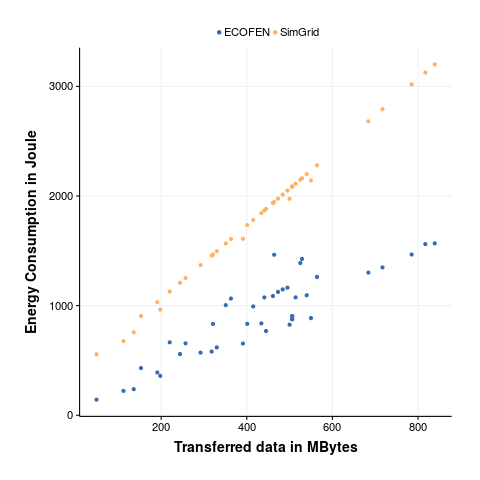 ECOFEN SimGrid
3000
2000
1000
0
200 400 600 800
Energy Consumption in Joule
Transferred data in MBytes